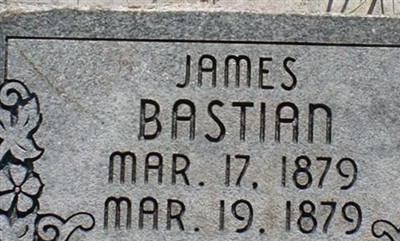 JAMES
BASTIAN
MAR. 17, 1879
MAR. 19, 1879